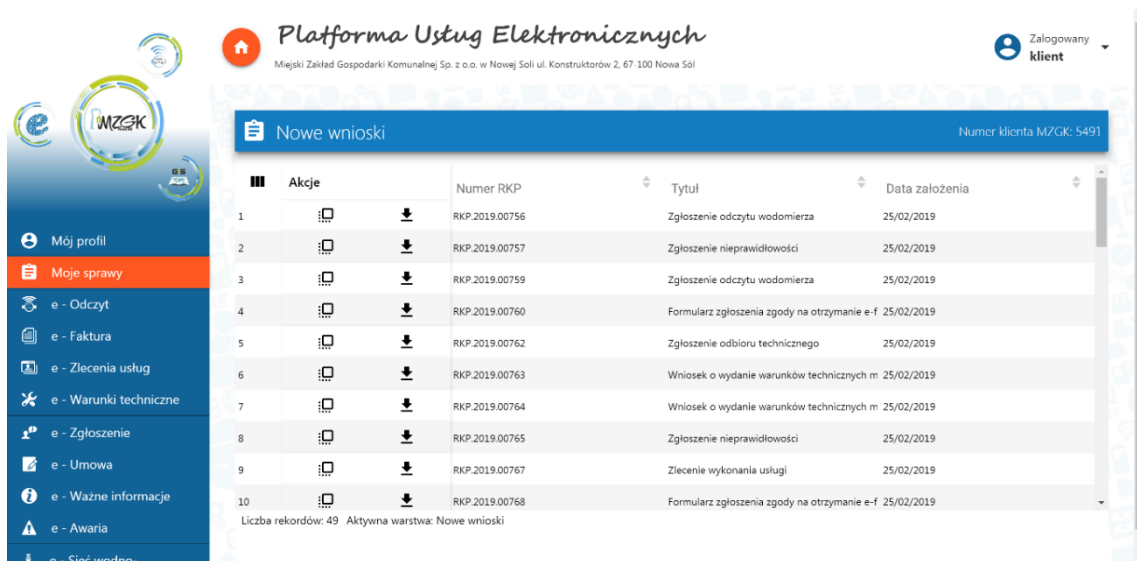 Platforma Usług Elektronicznych
Miejski Zakład Gospodarki Komunalnej Sp. z o.o. w Nowej Soli ul. Konstruktorów 2, 67-100 Nowa Sól
Zalogowany
klient
e
MZGK
GS
Nowe wnioski Numer klienta MZGK: 5491
Mój profil
Moje sprawy
e - Odczyt
e - Faktura
e - Zlecenia usług
e - Warunki techniczne
e - Zgłoszenie
e - Umowa
e - Ważne informacje
e - Awaria
e - Sieć wodno-
Akcje Numer RKP Tytuł Data założenia
1 RKP.2019.00756 Zgłoszenie odczytu wodomierza 25/02/2019
2 RKP.2019.00757 Zgłoszenie nieprawidłowości 25/02/2019
3 RKP.2019.00759 Zgłoszenie odczytu wodomierza 25/02/2019
4 RKP.2019.00760 Formularz zgłoszenia zgody na otrzymanie e-f 25/02/2019
5 RKP.2019.00762 Zgłoszenie odbioru technicznego 25/02/2019
6 RKP.2019.00763 Wniosek o wydanie warunków technicznych m 25/02/2019
7 RKP.2019.00764 Wniosek o wydanie warunków technicznych m 25/02/2019
8 RKP.2019.00765 Zgłoszenie nieprawidłowości 25/02/2019
9 RKP.2019.00767 Zlecenie wykonania usługi 25/02/2019
10 RKP.2019.00768 Formularz zgłoszenia zgody na otrzymanie e-f 25/02/2019
Liczba rekordów: 49 Aktywna warstwa: Nowe wnioski